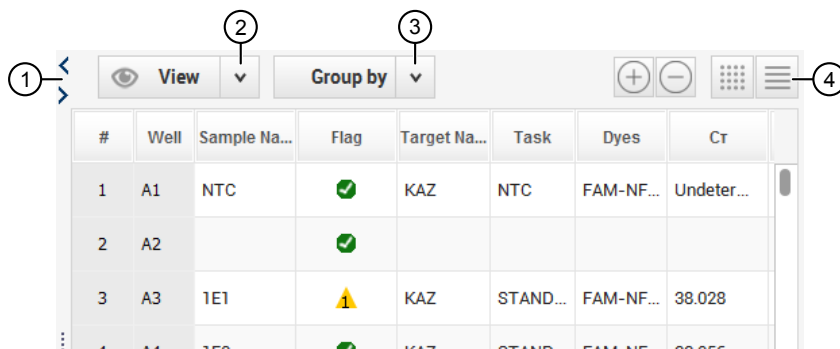 2 3
1 View Group by 4
# Well Sample Na... Flag Target Na... Task Dyes Cт
1 A1 NTC KAZ NTC FAM-NF... Undeter...
2 A2
3 A3 1E1 1 KAZ STAND... FAM-NF... 38.028